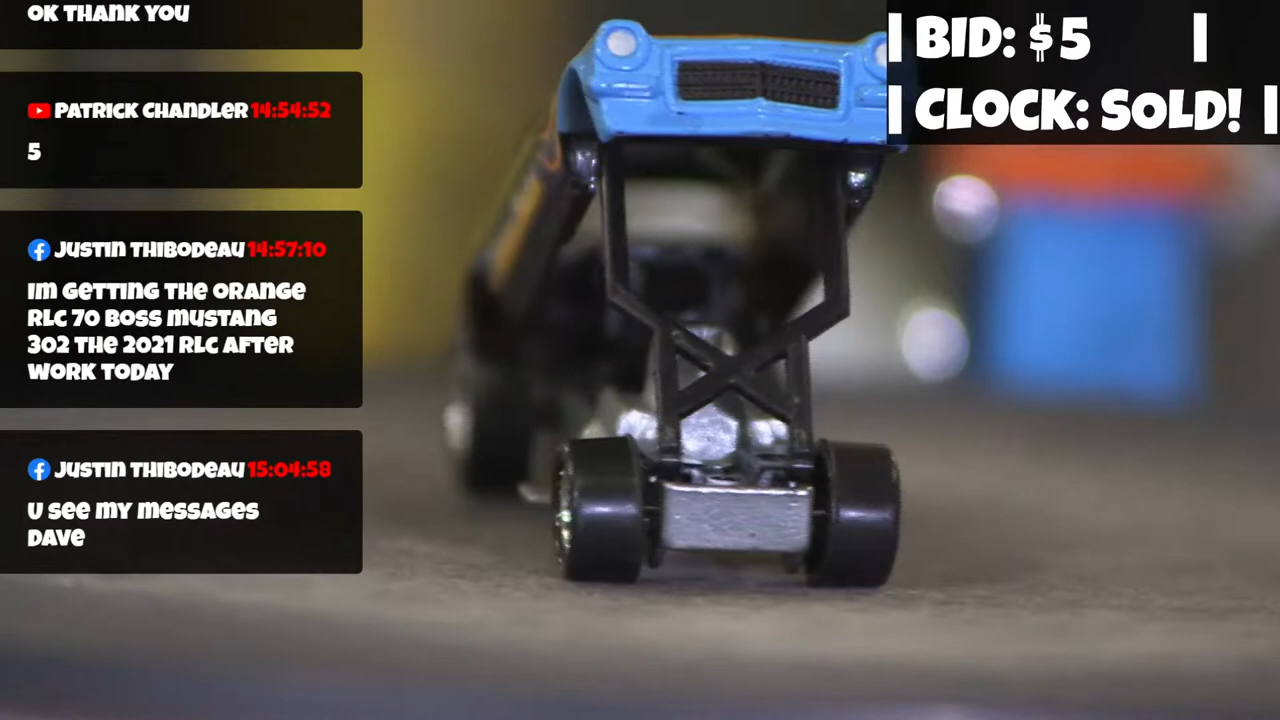 OK THANK YOU
PATRICK CHANDLER 14:54:52
5
JUSTIN THIBODEAU 14:57:10
IM GETTING THE ORANGE
RLC 70 BOSS MUSTANG
302 THE 2021 RLC AFTER
WORK TODAY
JUSTIN THIBODEAU 15:04:58
U SEE MY MESSAGES
DAVE
| BID: $5 |
| CLOCK: SOLD! |